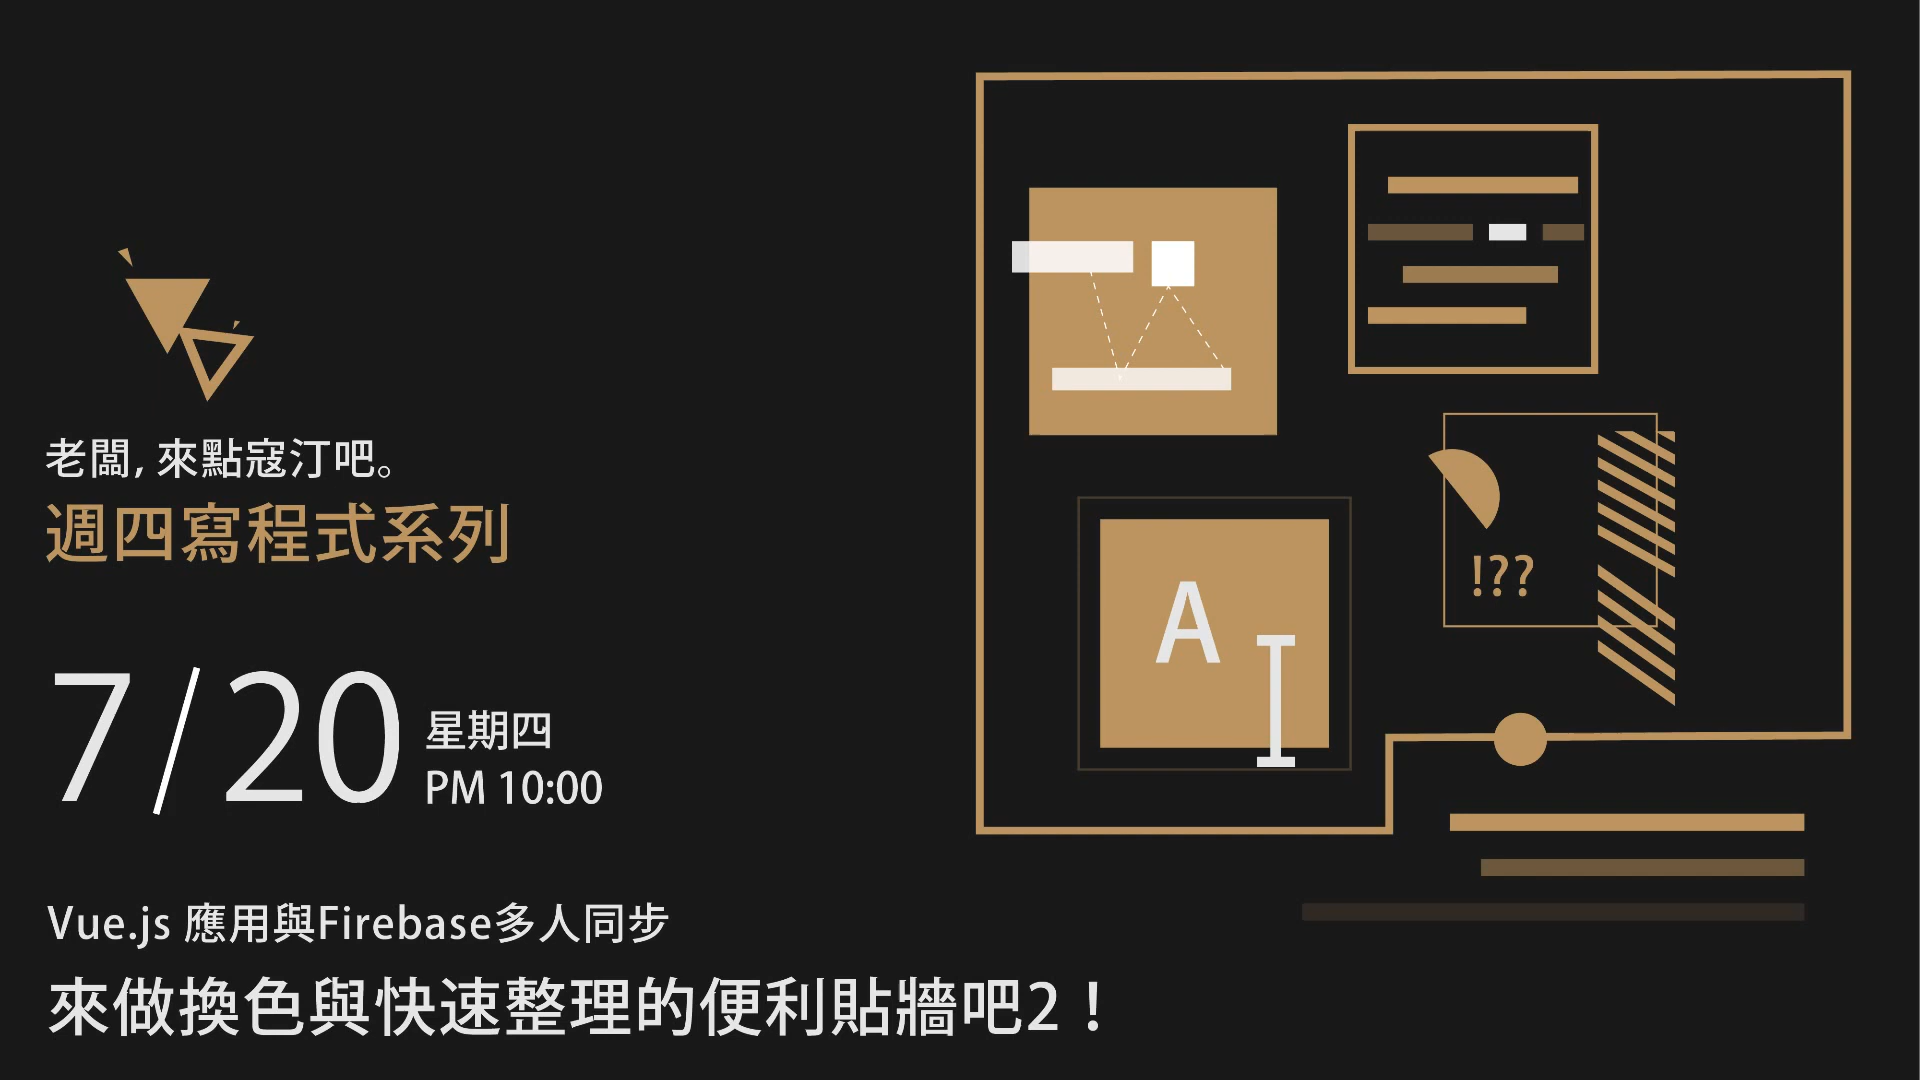 老闆, 來點寇汀吧。
週四寫程式系列
7/20
星期四
PM 10:00
Vue.js 應用與Firebase多人同步
來做換色與快速整理的便利貼牆吧2！
A
!??